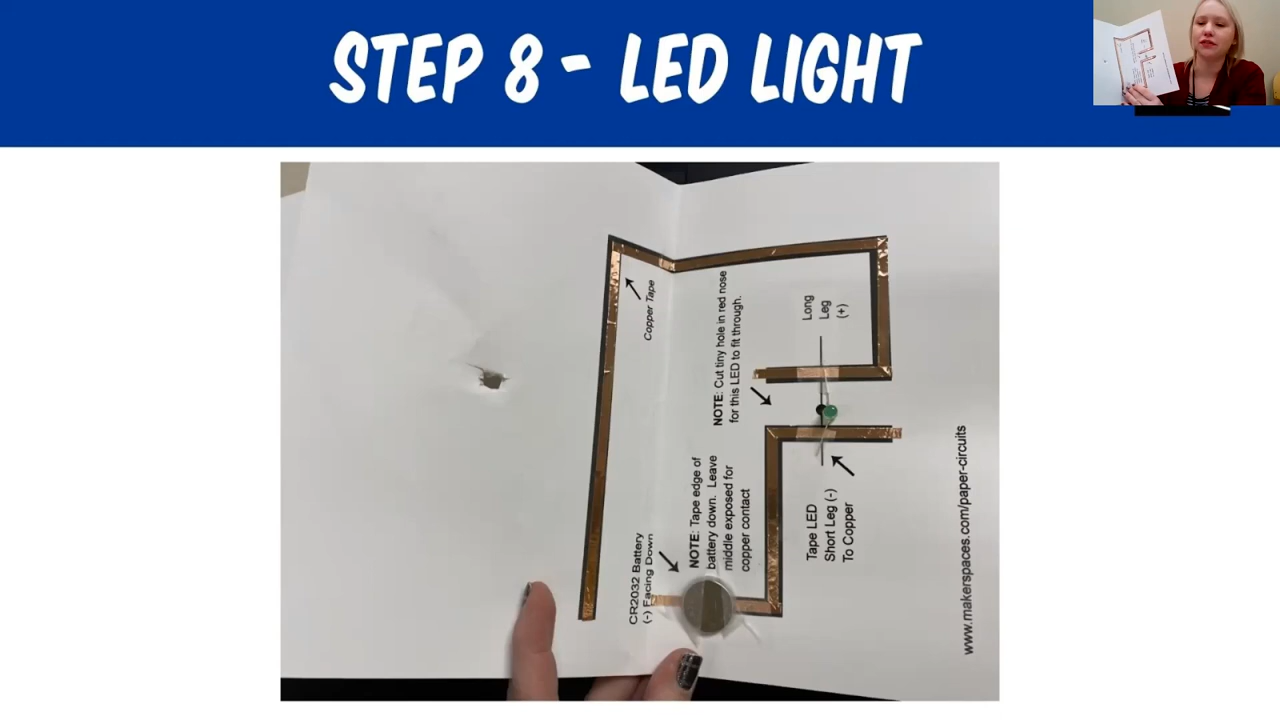 STEP 8 - LED LIGHT
Copper Tape
NOTE: Cut tiny hole in red nose
for this LED to fit through.
Long
Leg
(+)
CR2032 Battery
(-) Facing Down
NOTE: Tape edge of
battery down. Leave
middle exposed for
copper contact
Tape LED
Short Leg (-)
To Copper
www.makerspaces.com/paper-circuits